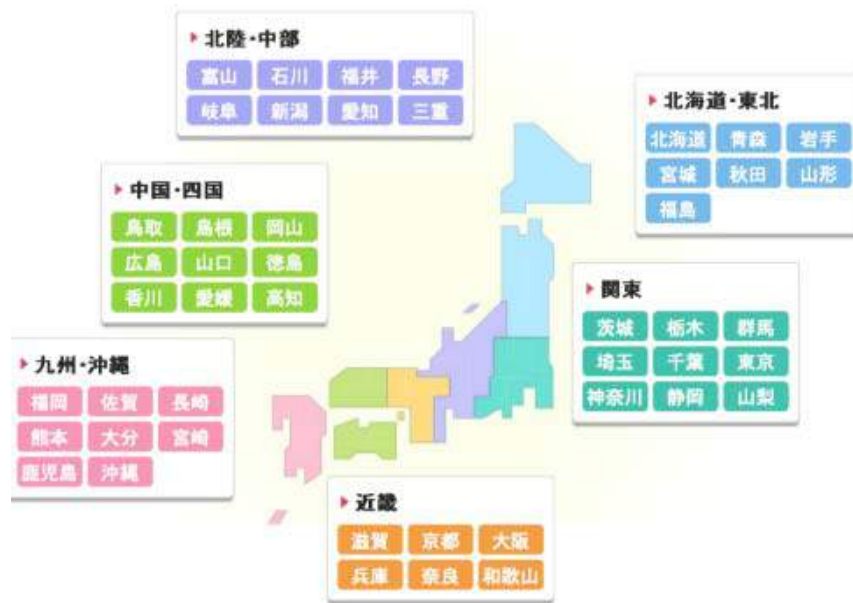 北陸・中部
富山 石川 福井 長野
岐阜 新潟 愛知 三重
北海道・東北
北海道 青森 岩手
宮城 秋田 山形
福島
中国・四国
鳥取 島根 岡山
広島 山口 徳島
香川 愛媛 高知
関東
茨城 栃木 群馬
埼玉 千葉 東京
神奈川 静岡 山梨
九州・沖縄
福岡 佐賀 長崎
熊本 大分 宮崎
鹿児島 沖縄
近畿
滋賀 京都 大阪
兵庫 奈良 和歌山